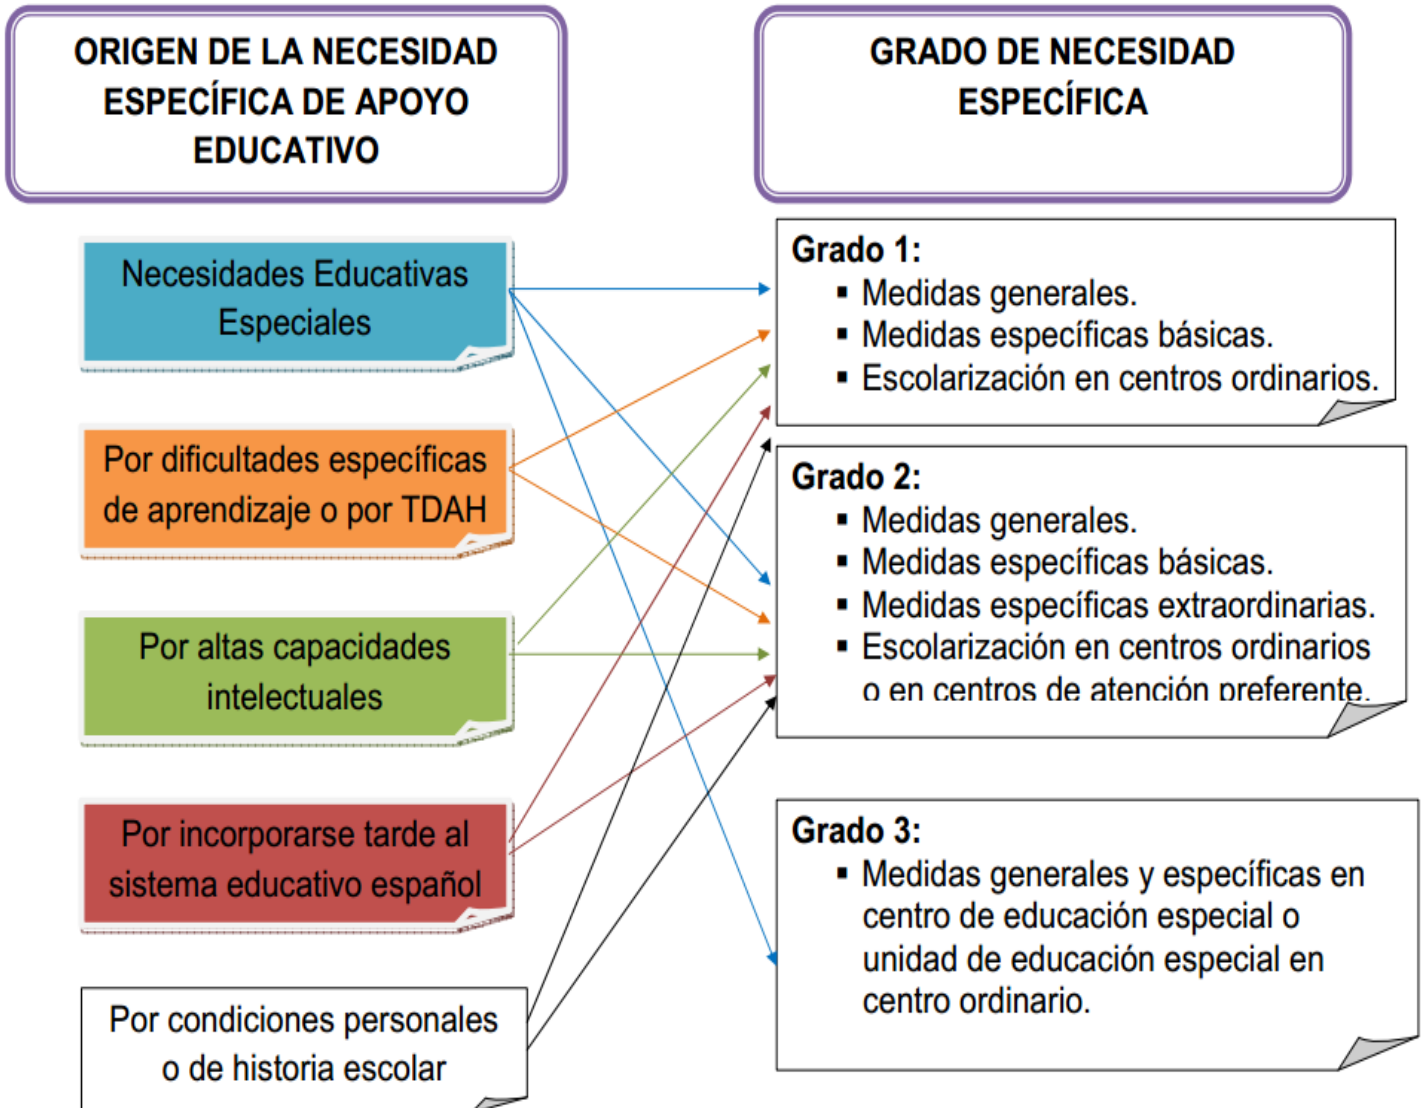 ORIGEN DE LA NECESIDAD
ESPECÍFICA DE APOYO
EDUCATIVO
GRADO DE NECESIDAD
ESPECÍFICA
Necesidades Educativas
Especiales
Por dificultades específicas
de aprendizaje o por TDAH
Por altas capacidades
intelectuales
Por incorporarse tarde al
sistema educativo español
Por condiciones personales
o de historia escolar
Grado 1:
▪ Medidas generales.
▪ Medidas específicas básicas.
▪ Escolarización en centros ordinarios.
Grado 2:
▪ Medidas generales.
▪ Medidas específicas básicas.
▪ Medidas específicas extraordinarias.
▪ Escolarización en centros ordinarios
o en centros de atención preferente.
Grado 3:
▪ Medidas generales y específicas en
centro de educación especial o
unidad de educación especial en
centro ordinario.